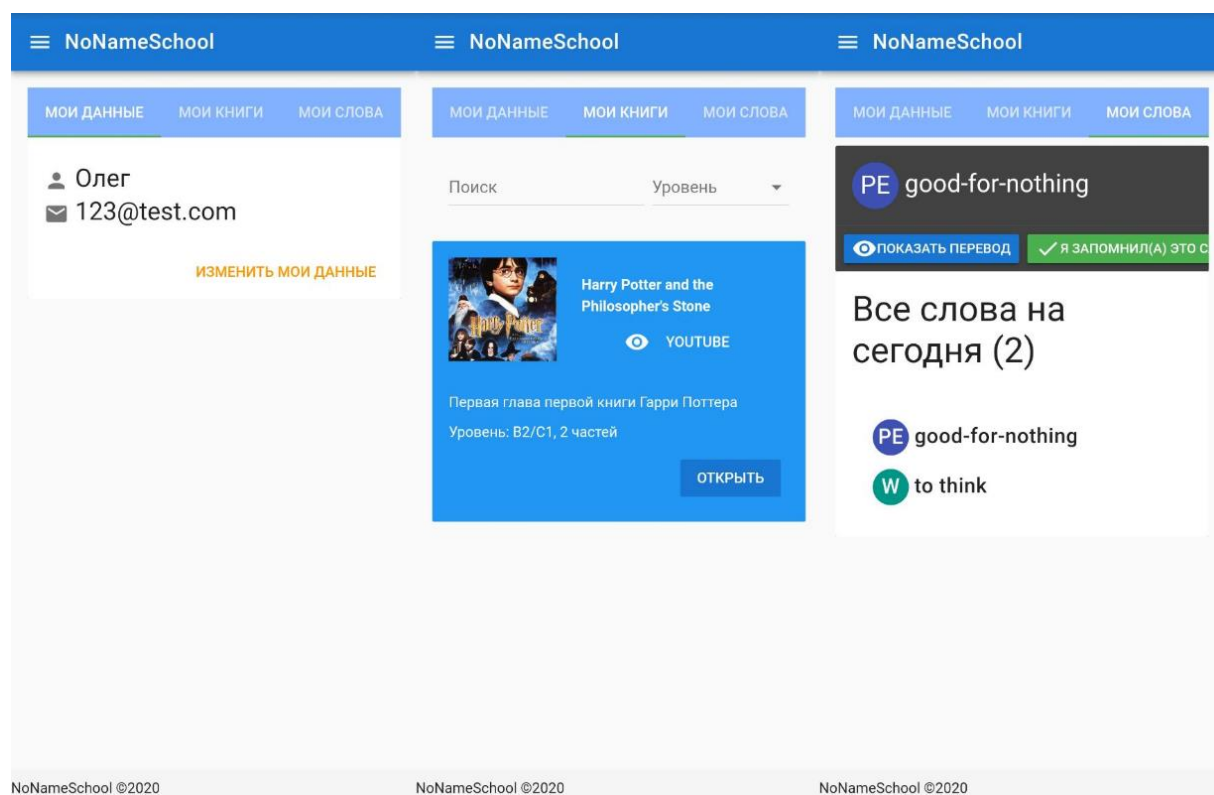 NoNameSchool
МОИ ДАННЫЕ МОИ КНИГИ МОИ СЛОВА
Олег
123@test.com
ИЗМЕНИТЬ МОИ ДАННЫЕ
NoNameSchool ©2020
NoNameSchool
МОИ ДАННЫЕ МОИ КНИГИ МОИ СЛОВА
Поиск Уровень
Harry Potter
Harry Potter and the
Philosopher's Stone
YOUTUBE
Первая глава первой книги Гарри Поттера
Уровень: B2/C1, 2 частей
ОТКРЫТЬ
NoNameSchool ©2020
NoNameSchool
МОИ ДАННЫЕ МОИ КНИГИ МОИ СЛОВА
PE good-for-nothing
ПОКАЗАТЬ ПЕРЕВОД Я ЗАПОМНИЛ(А) ЭТО С
Все слова на
сегодня (2)
PE good-for-nothing
W to think
NoNameSchool ©2020